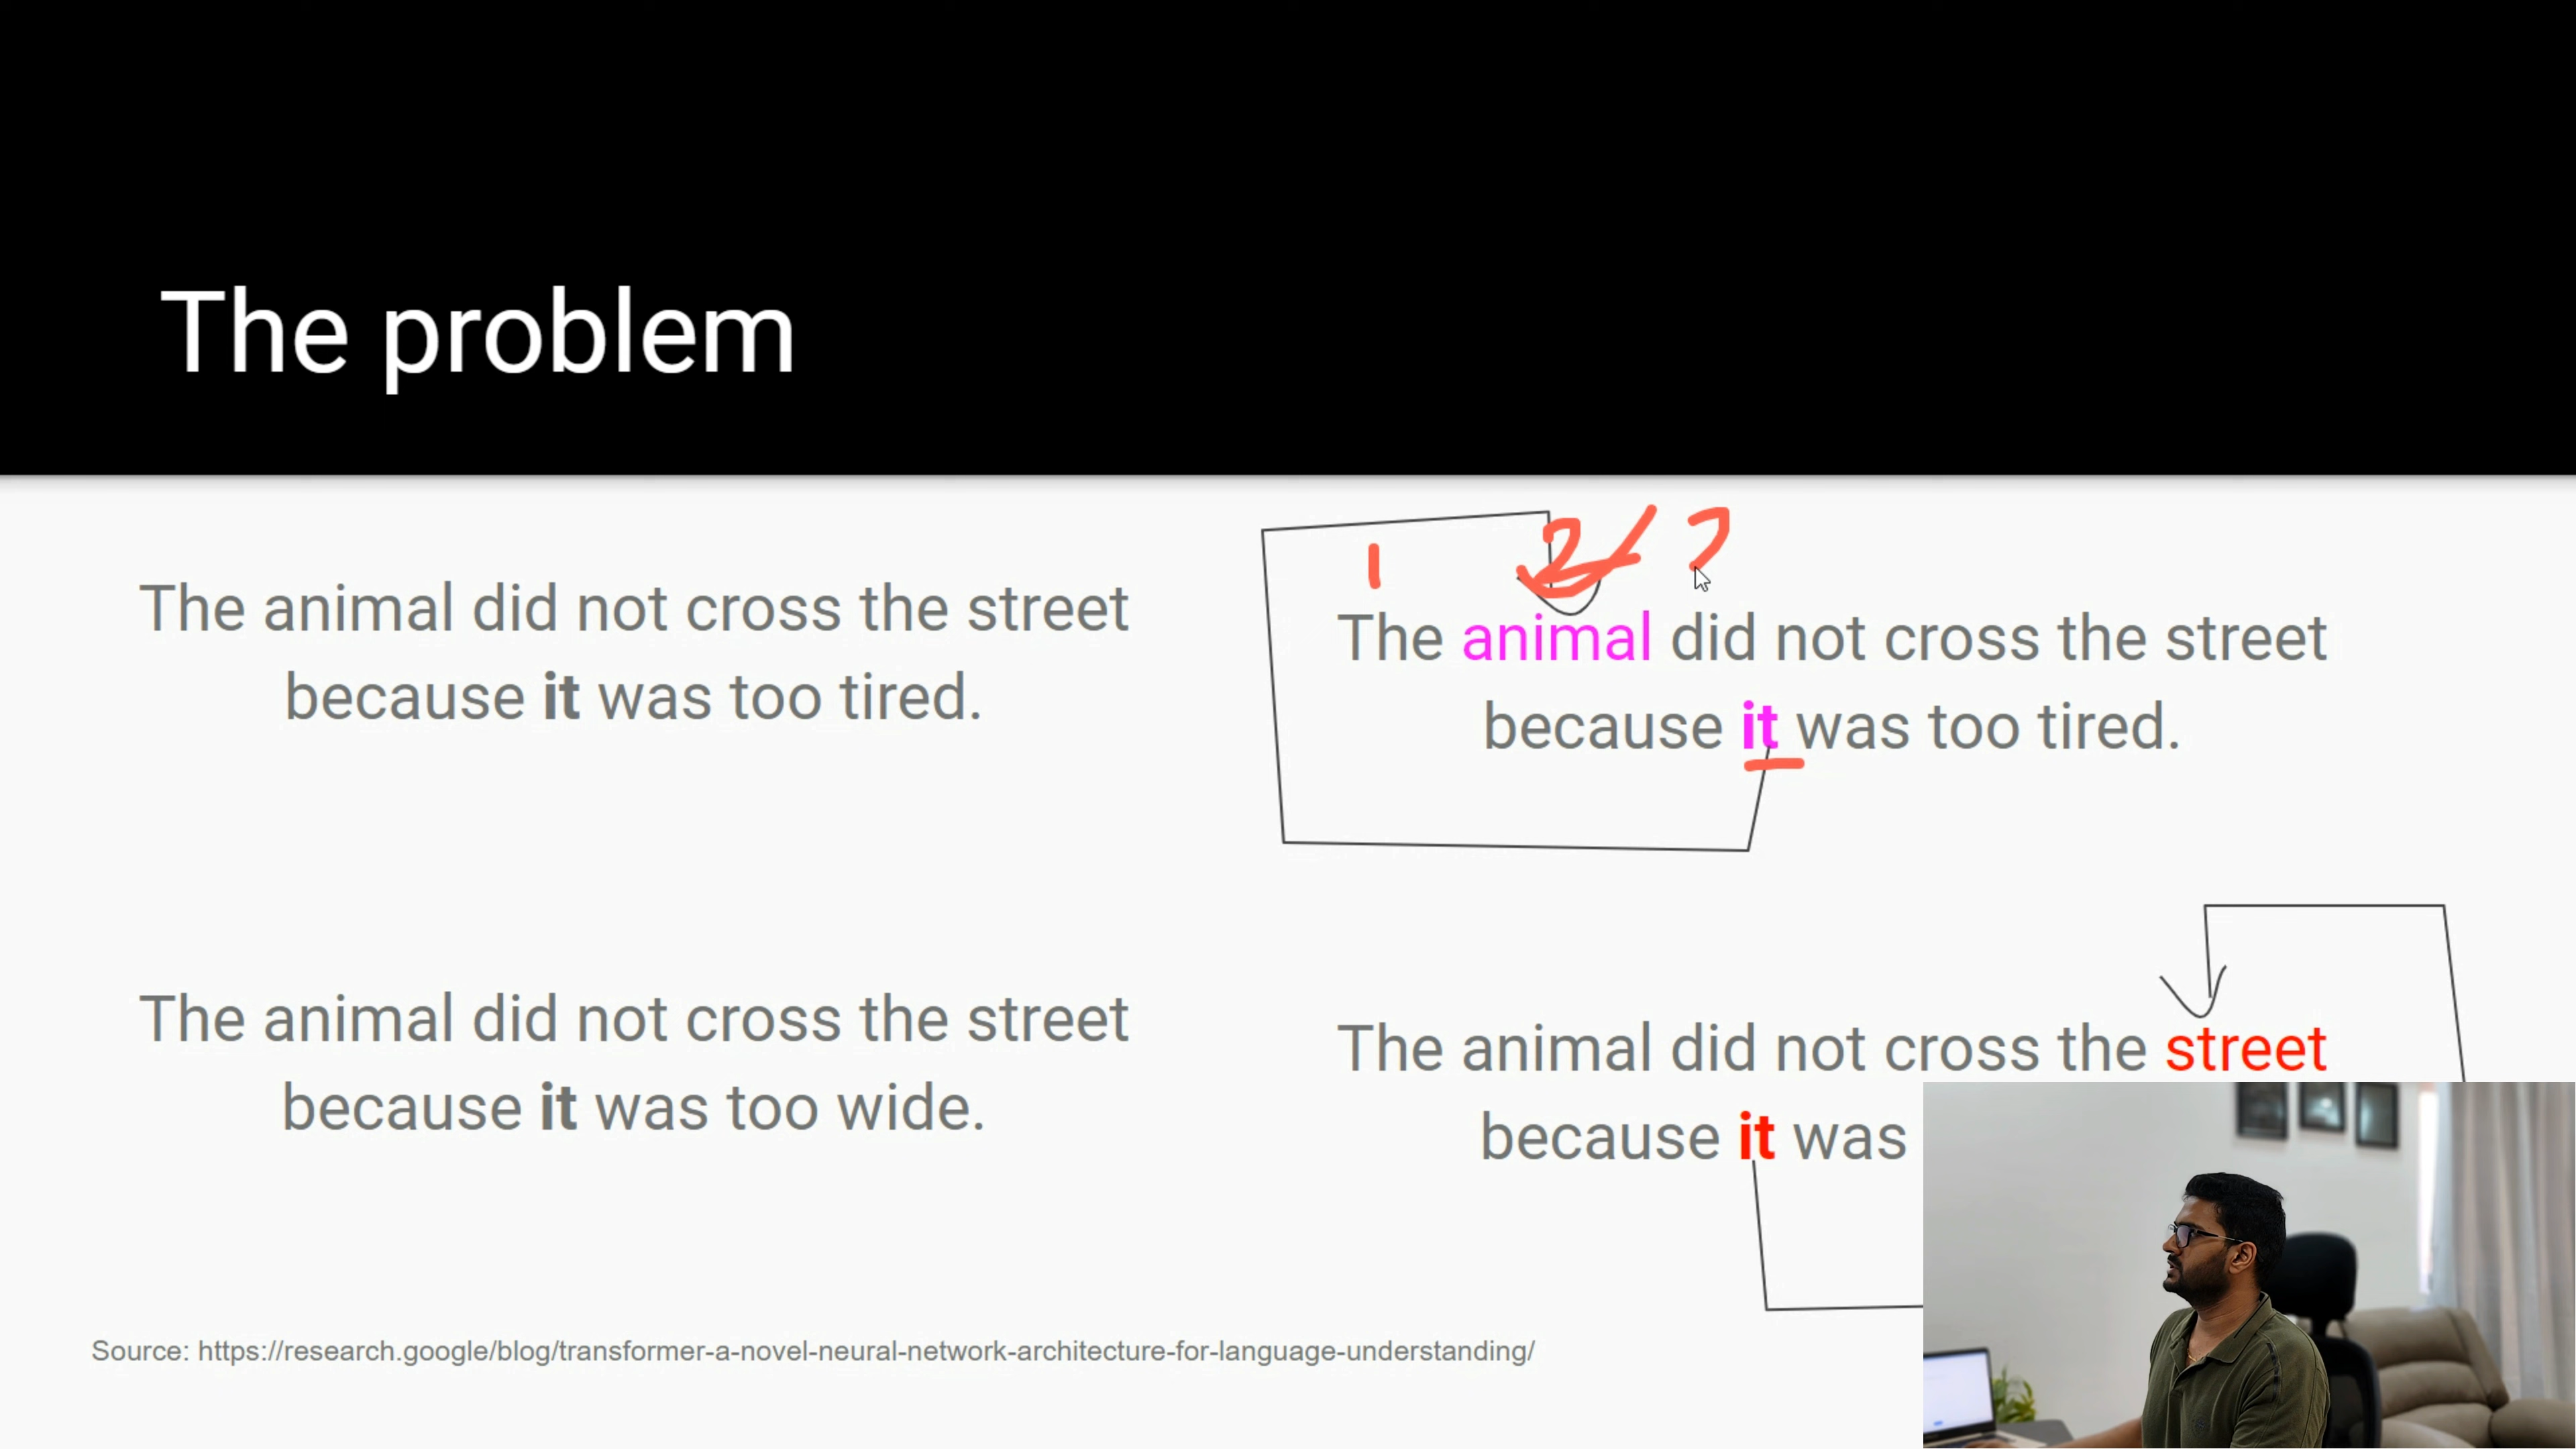 The problem
The animal did not cross the street
because it was too tired.
1 2 ?
The animal did not cross the street
because it was too tired.
The animal did not cross the street
because it was too wide.
The animal did not cross the street
because it was
Source: https://research.google/blog/transformer-a-novel-neural-network-architecture-for-language-understanding/